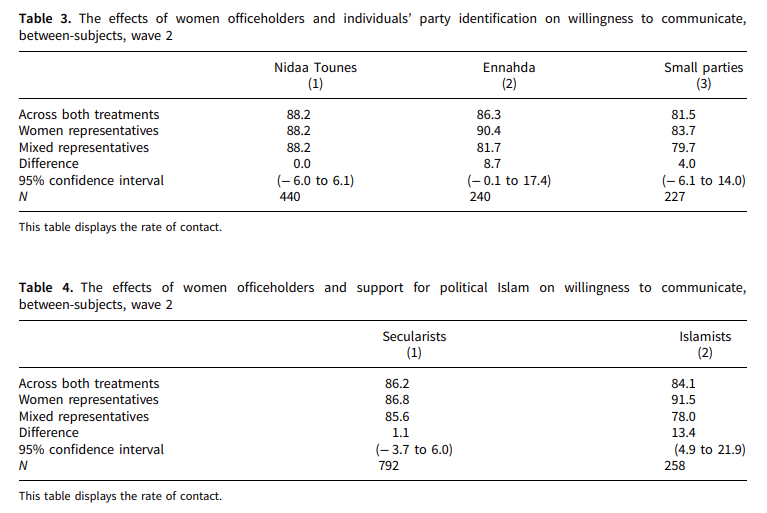 Table 3. The effects of women officeholders and individuals’ party identification on willingness to communicate,
between-subjects, wave 2
Nidaa Tounes Ennahda Small parties
(1) (2) (3)
Across both treatments 88.2 86.3 81.5
Women representatives 88.2 90.4 83.7
Mixed representatives 88.2 81.7 79.7
Difference 0.0 8.7 4.0
95% confidence interval (− 6.0 to 6.1) (− 0.1 to 17.4) (− 6.1 to 14.0)
N 440 240 227
This table displays the rate of contact.
Table 4. The effects of women officeholders and support for political Islam on willingness to communicate,
between-subjects, wave 2
Secularists Islamists
(1) (2)
Across both treatments 86.2 84.1
Women representatives 86.8 91.5
Mixed representatives 85.6 78.0
Difference 1.1 13.4
95% confidence interval (− 3.7 to 6.0) (4.9 to 21.9)
N 792 258
This table displays the rate of contact.